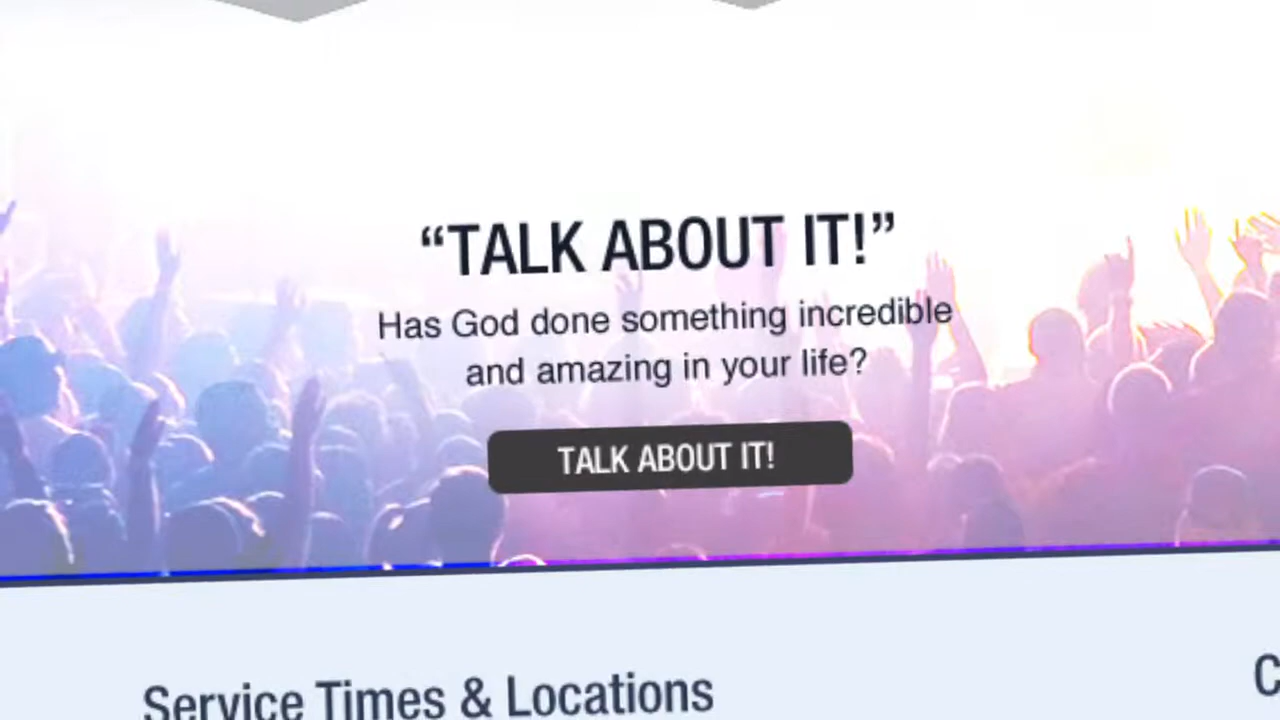 “TALK ABOUT IT!”
Has God done something incredible
and amazing in your life?
TALK ABOUT IT!
Service Times & Locations